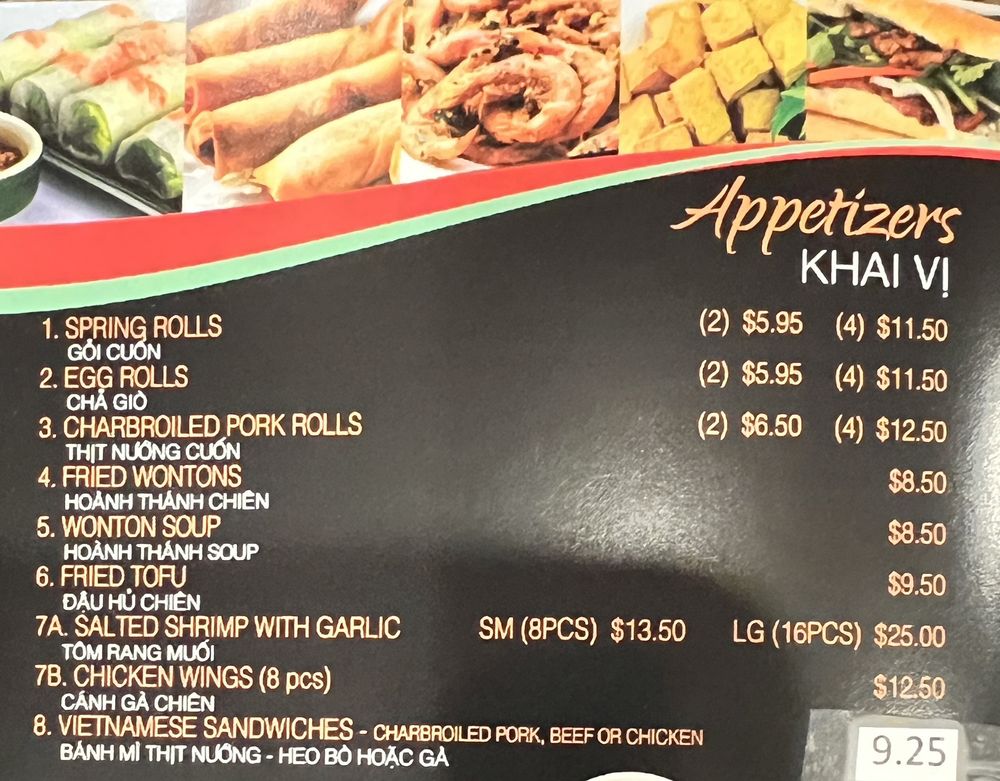 Appetizers
KHAI VỊ
1. SPRING ROLLS (2) $5.95 (4) $11.50
GỎI CUỐN
2. EGG ROLLS (2) $5.95 (4) $11.50
CHẢ GIÒ
3. CHARBROILED PORK ROLLS (2) $6.50 (4) $12.50
THỊT NƯỚNG CUỐN
4. FRIED WONTONS $8.50
HOÀNH THÁNH CHIÊN
5. WONTON SOUP $8.50
HOÀNH THÁNH SOUP
6. FRIED TOFU $9.50
ĐẬU HỦ CHIÊN
7A. SALTED SHRIMP WITH GARLIC SM (8PCS) $13.50 LG (16PCS) $25.00
TÔM RANG MUỐI
7B. CHICKEN WINGS (8 pcs) $12.50
CÁNH GÀ CHIÊN
8. VIETNAMESE SANDWICHES - CHARBROILED PORK, BEEF OR CHICKEN 9.25
BÁNH MÌ THỊT NƯỚNG - HEO BÒ HOẶC GÀ